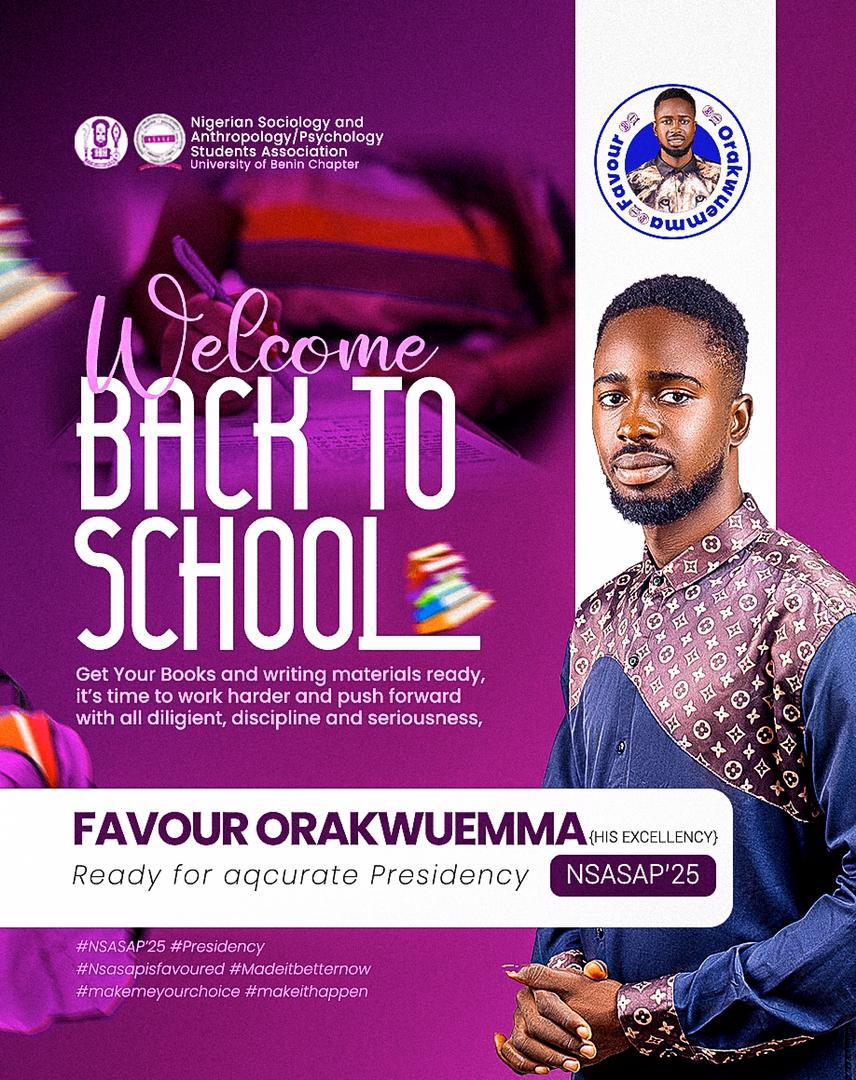 Nigerian Sociology and
Anthropology/Psychology
Students Association
University of Benin Chapter
Favour Orakwuemma
Welcome
BACK TO
SCHOOL
Get Your Books and writing materials ready,
it's time to work harder and push forward
with all diligient, discipline and seriousness,
FAVOUR ORAKWUEMMA {HIS EXCELLENCY}
Ready for aqcurate Presidency NSASAP'25
#NSASAP'25 #Presidency
#Nsasapisfavoured #Madeitbetternow
#makemeyourchoice #makeithappen